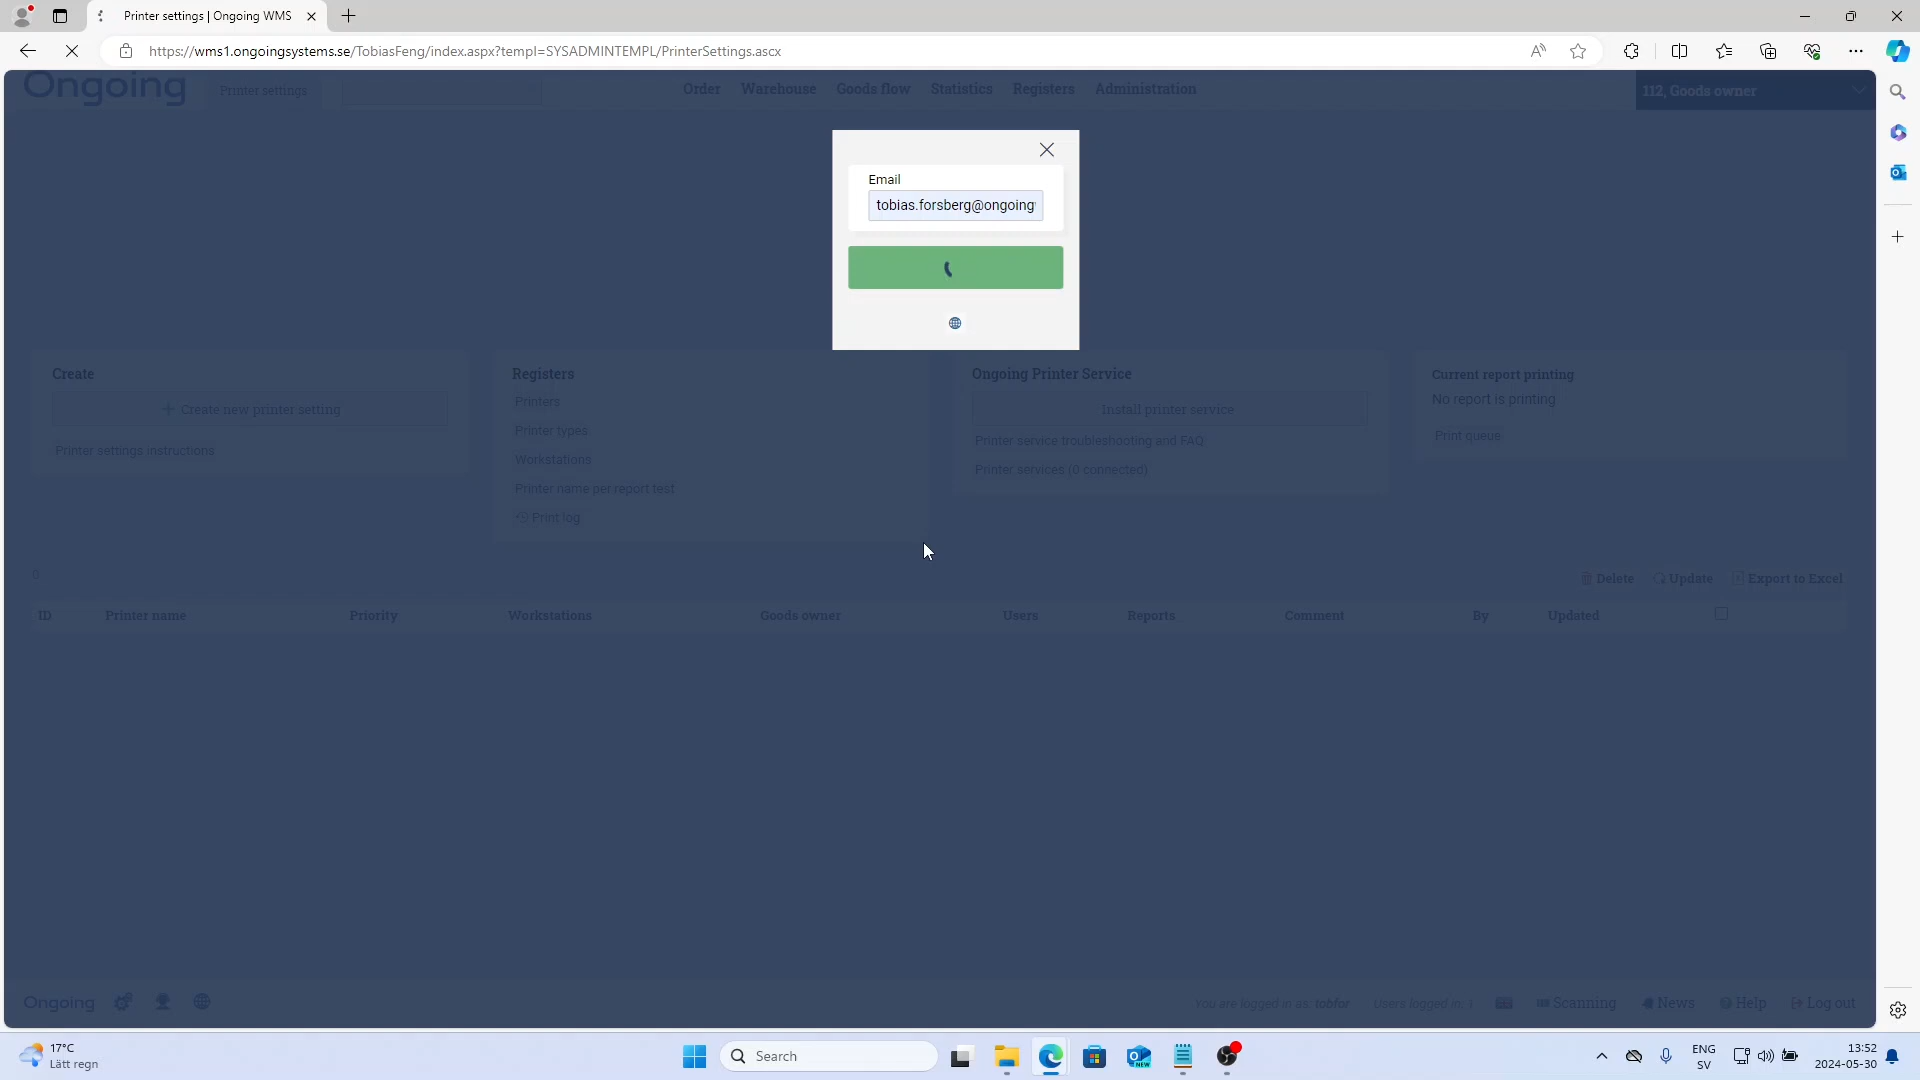 Printer settings | Ongoing WMS
https://wms1.ongoingsystems.se/TobiasFeng/index.aspx?templ=SYSADMINTEMPL/PrinterSettings.ascx
Ongoing
Printer settings
Order
Warehouse
Goods flow
Statistics
Registers
Administration
112, Goods owner
Email
tobias.forsberg@ongoing
Create
+ Create new printer setting
Printer settings instructions
Registers
Printers
Printer types
Workstations
Printer name per report test
Print log
Ongoing Printer Service
Install printer service
Printer service troubleshooting and FAQ
Printer services (0 connected)
Current report printing
No report is printing
Print queue
0
Delete
Update
Export to Excel
ID
Printer name
Priority
Workstations
Goods owner
Users
Reports
Comment
By
Updated
Ongoing
You are logged in as: tobfor
Users logged in: 1
Scanning
News
Help
Log out
17°C
Lätt regn
Search
NEW
ENG
SV
13:52
2024-05-30